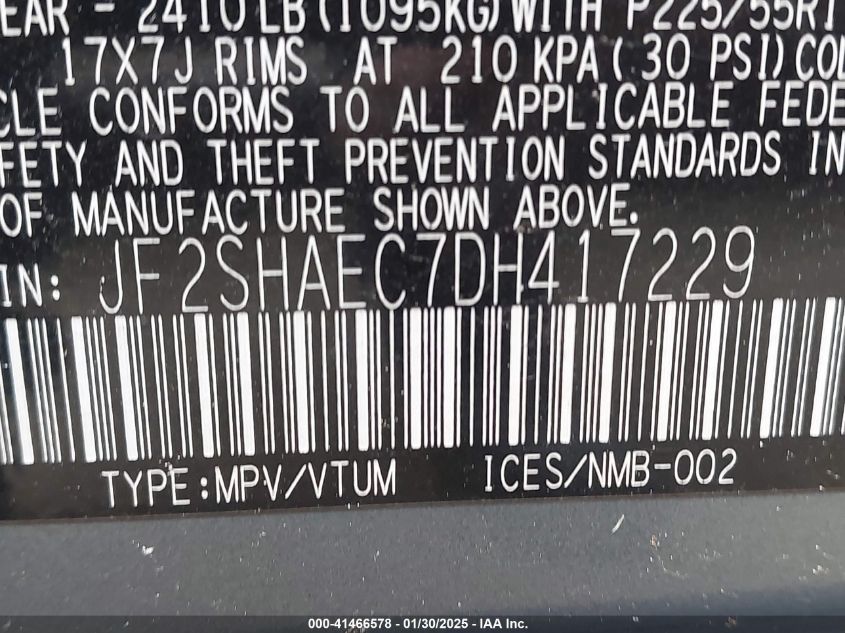 EAR - 2410 LB (1095KG) WITH P225/55R1
17X7J RIMS AT 210 KPA ( 30 PSI) COL
CLE CONFORMS TO ALL APPLICABLE FEDE
FETY AND THEFT PREVENTION STANDARDS IN
OF MANUFACTURE SHOWN ABOVE.
IN: JF2SHAEC7DH417229
TYPE:MPV/VTUM ICES/NMB-002
000-41466578 - 01/30/2025 - IAA Inc.